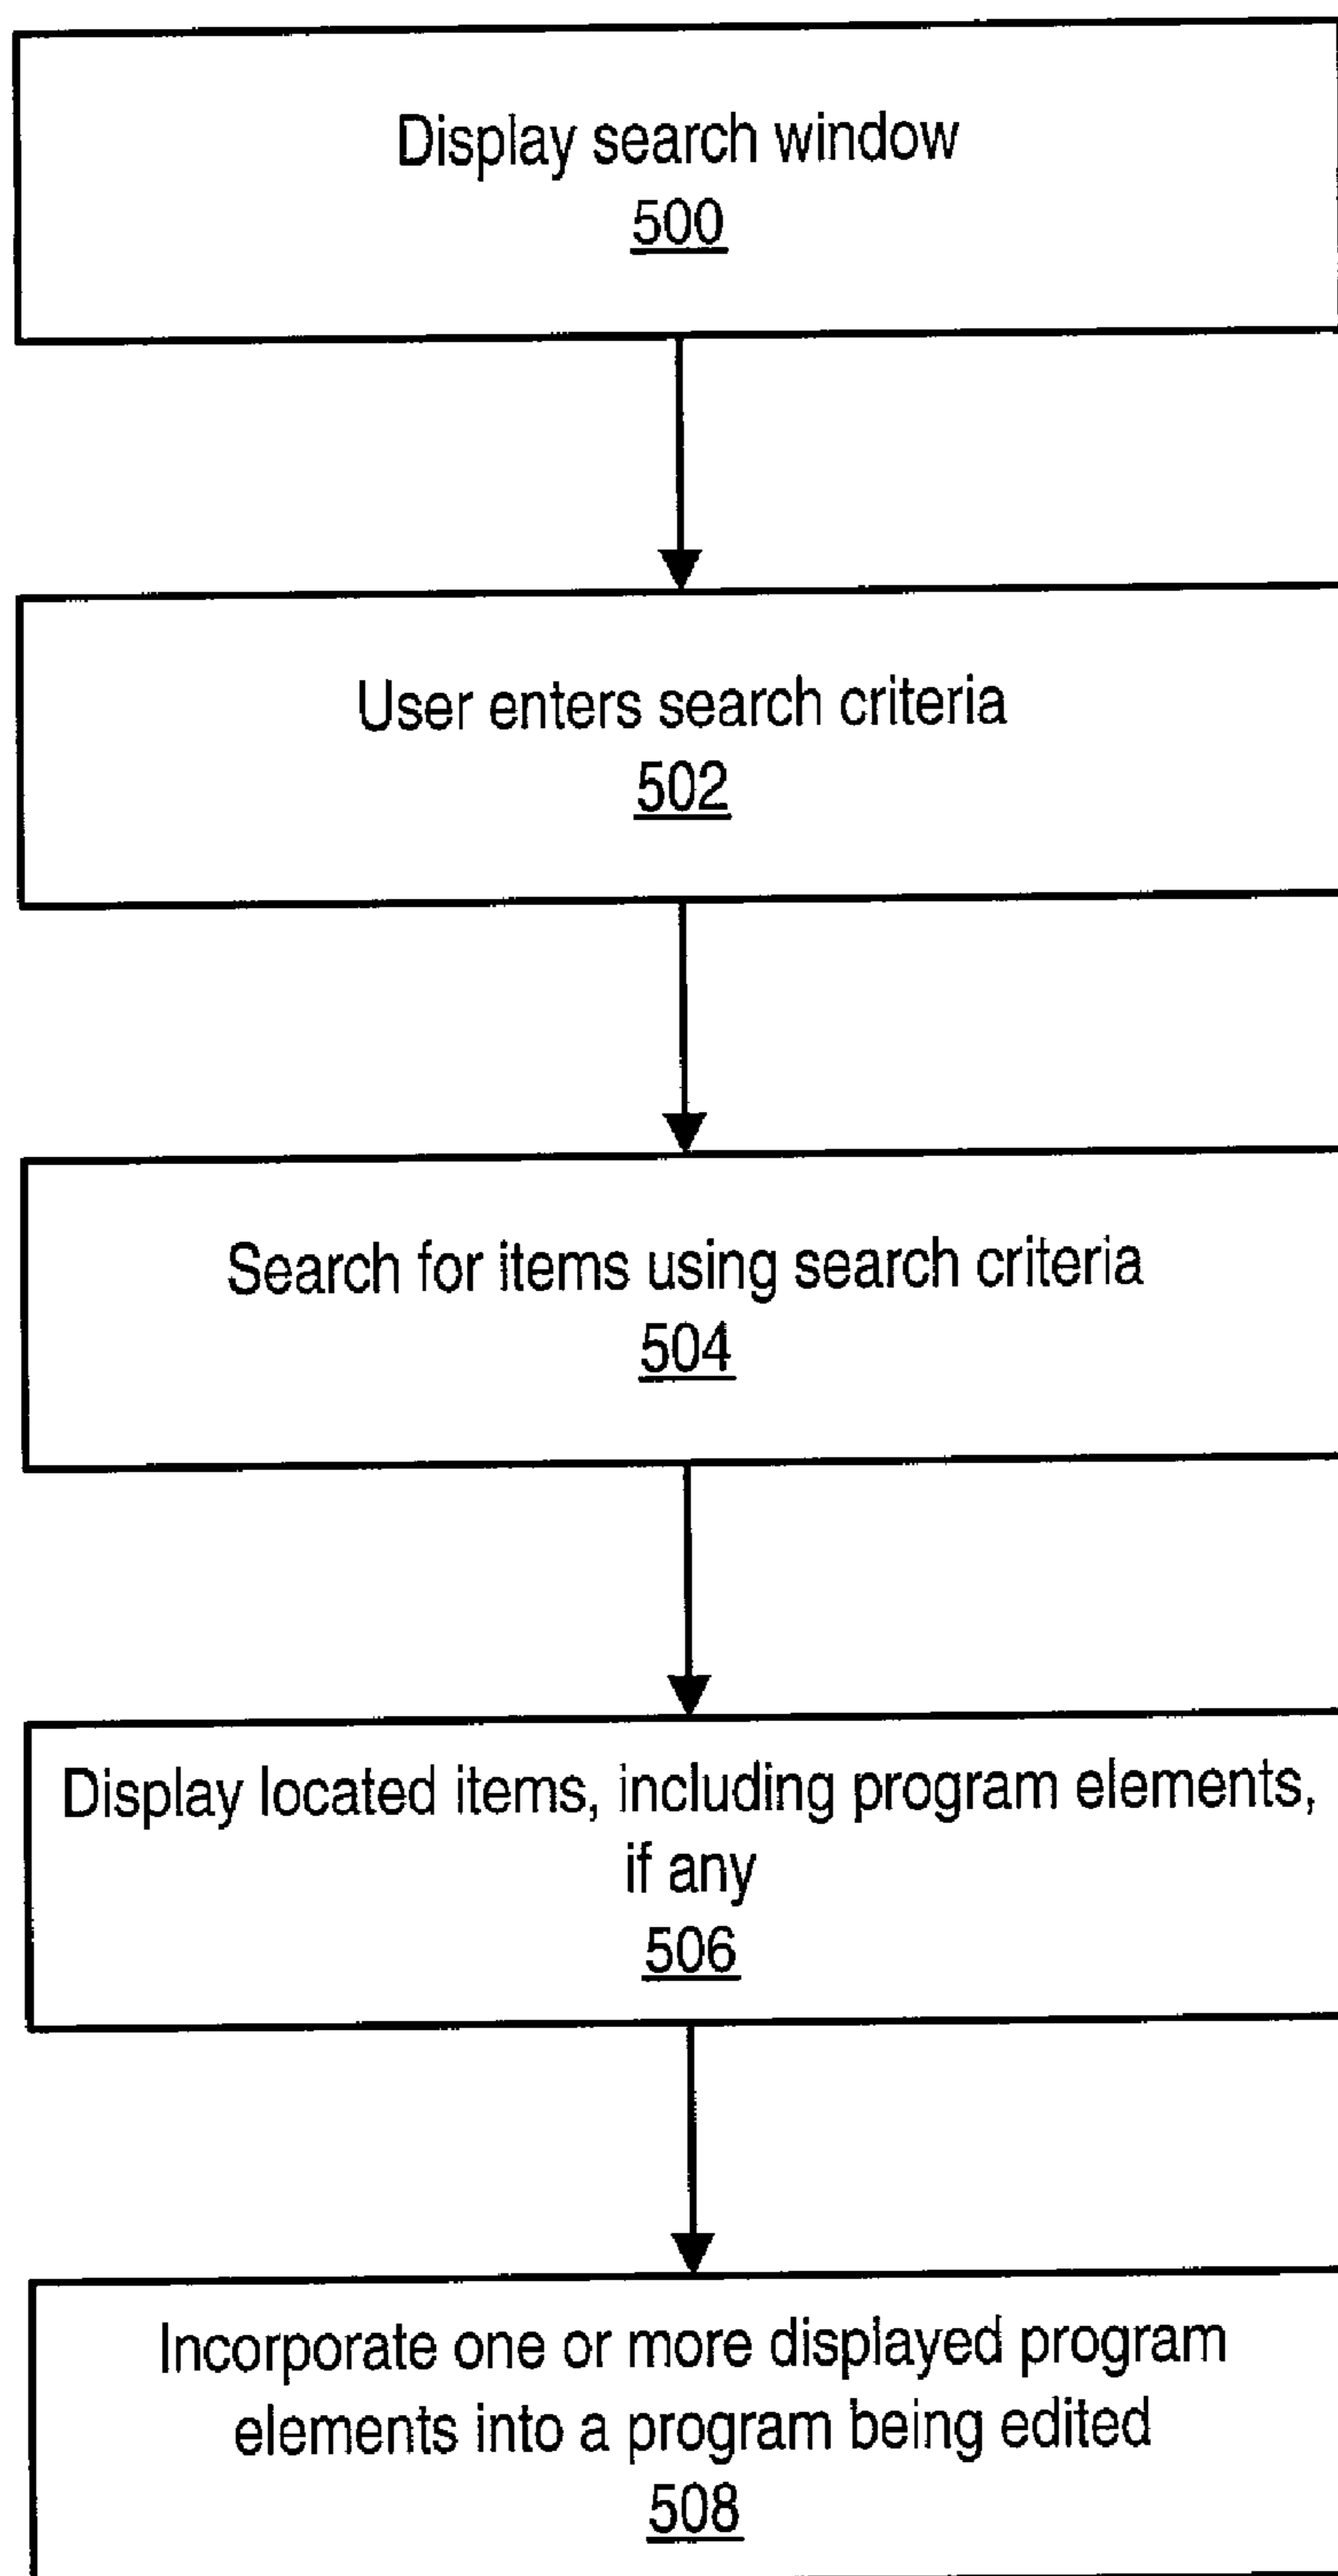 Display search window
500
User enters search criteria
502
Search for items using search criteria
504
Display located items, including program elements,
if any
506
Incorporate one or more displayed program
elements into a program being edited
508